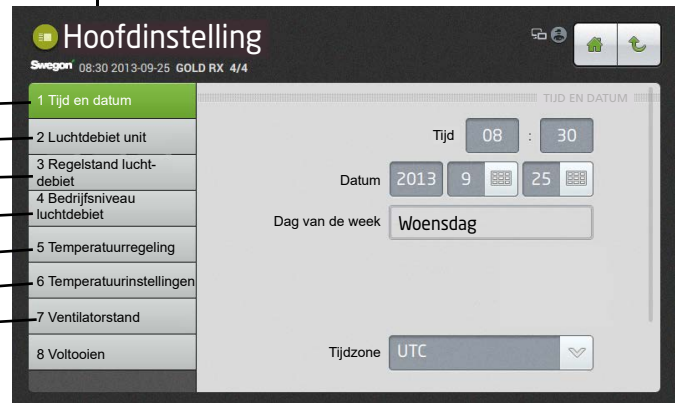 Hoofdinstelling
Swegon 08:30 2013-09-25 GOLD RX 4/4
1 Tijd en datum
2 Luchtdebiet unit
3 Regelstand lucht-
debiet
4 Bedrijfsniveau
luchtdebiet
5 Temperatuurregeling
6 Temperatuurinstellingen
7 Ventilatorstand
8 Voltooien
TIJD EN DATUM
Tijd 08 : 30
Datum 2013 9 25
Dag van de week Woensdag
Tijdzone UTC